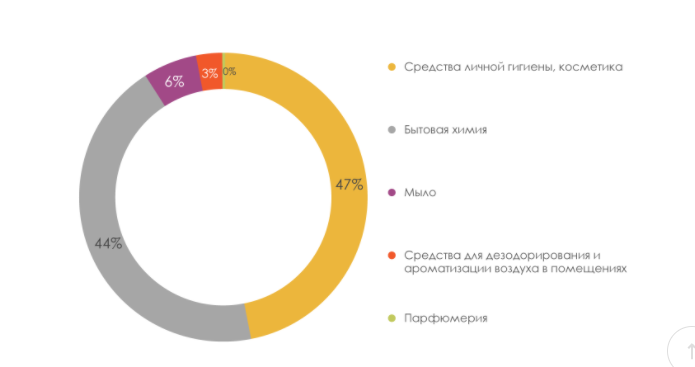 0%
3%
6%
47%
44%
Средства личной гигиены, косметика
Бытовая химия
Мыло
Средства для дезодорирования и
ароматизации воздуха в помещениях
Парфюмерия